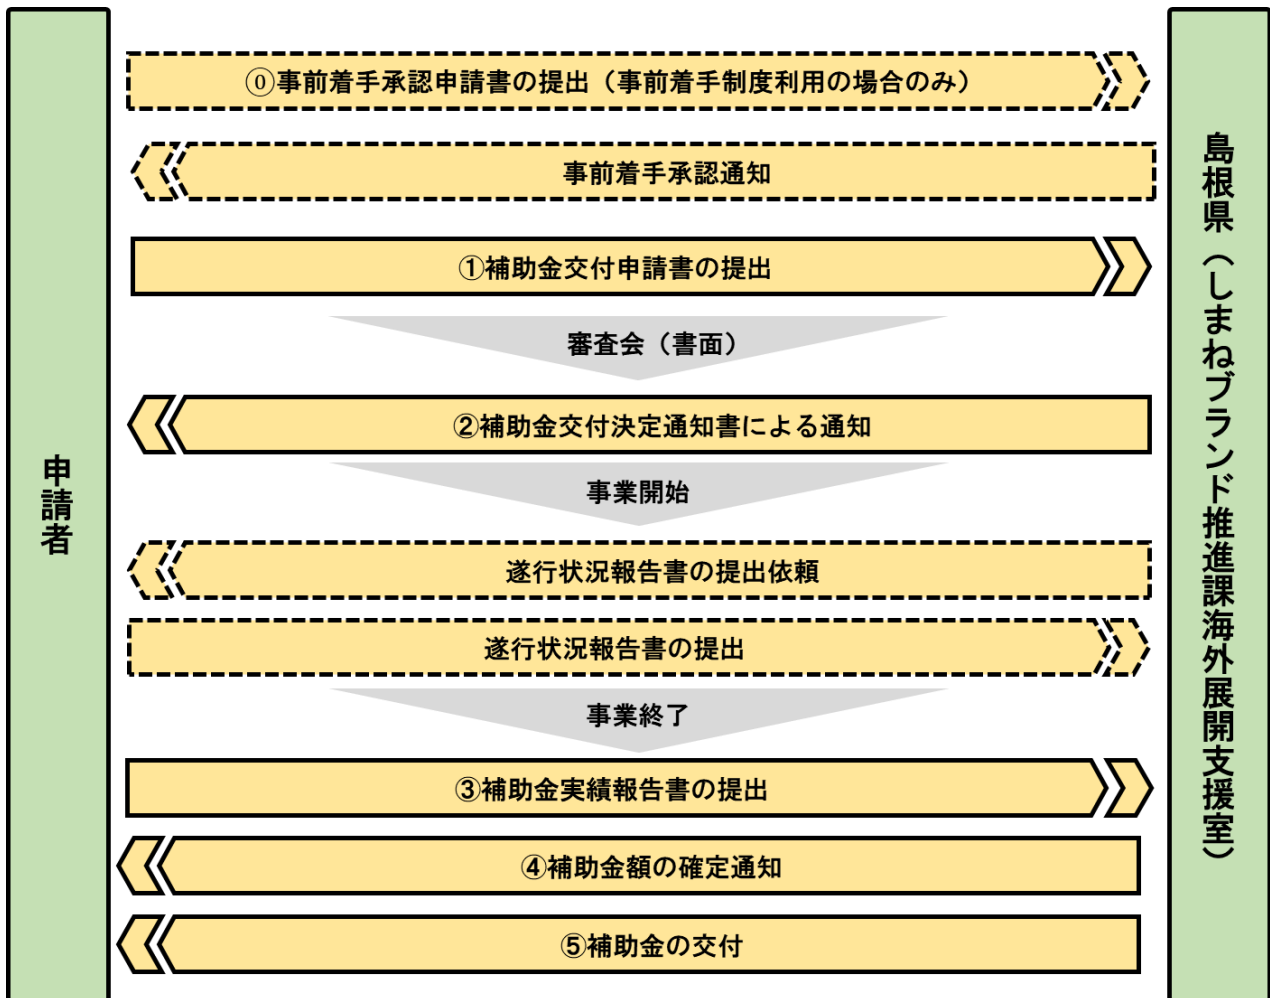 申請者
⓪事前着手承認申請書の提出（事前着手制度利用の場合のみ）
事前着手承認通知
①補助金交付申請書の提出
審査会（書面）
②補助金交付決定通知書による通知
事業開始
遂行状況報告書の提出依頼
遂行状況報告書の提出
事業終了
③補助金実績報告書の提出
④補助金額の確定通知
⑤補助金の交付
島根県（しまねブランド推進課海外展開支援室）